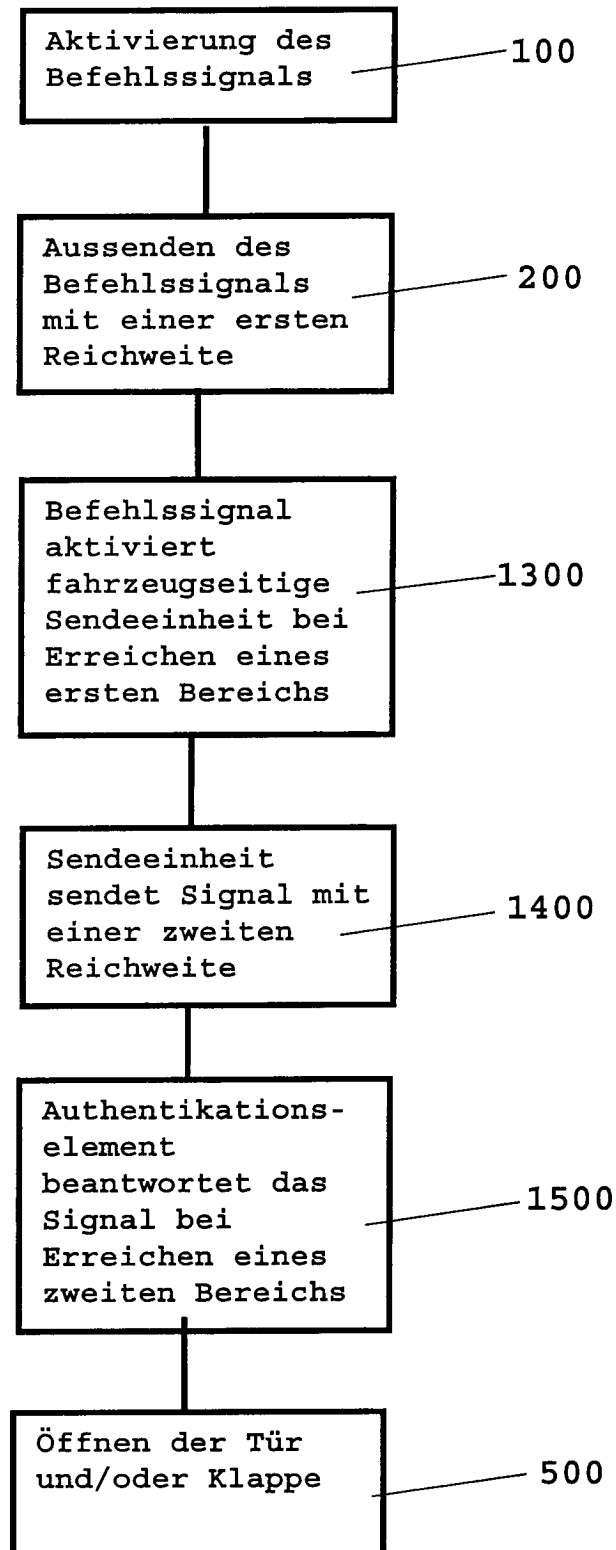 Aktivierung des
Befehlssignals
100
Aussenden des
Befehlssignals
mit einer ersten
Reichweite
200
Befehlssignal
aktiviert
fahrzeugseitige
Sendeeinheit bei
Erreichen eines
ersten Bereichs
1300
Sendeeinheit
sendet Signal mit
einer zweiten
Reichweite
1400
Authentikations-
element
beantwortet das
Signal bei
Erreichen eines
zweiten Bereichs
1500
Öffnen der Tür
und/oder Klappe
500